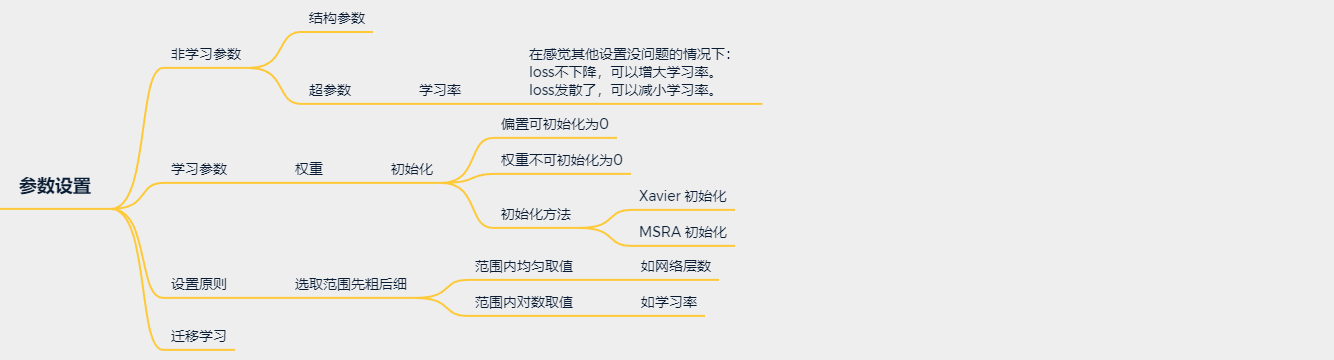 参数设置
非学习参数
结构参数
超参数
学习率
在感觉其他设置没问题的情况下：
loss不下降，可以增大学习率。
loss发散了，可以减小学习率。
学习参数
权重
初始化
偏置可初始化为0
权重不可初始化为0
初始化方法
Xavier 初始化
MSRA 初始化
设置原则
选取范围先粗后细
范围内均匀取值
如网络层数
范围内对数取值
如学习率
迁移学习